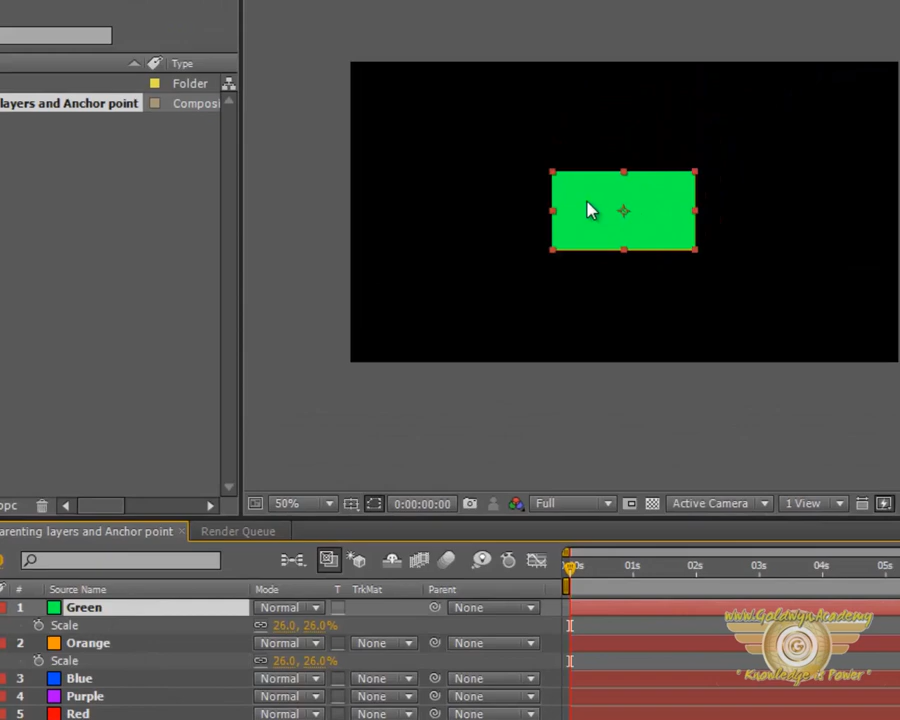 Type
Folder
layers and Anchor point
Composi
bpc
50%
0:00:00:00
Full
Active Camera
1 View
arenting layers and Anchor point
Render Queue
0s
01s
02s
03s
04s
05s
#
Source Name
Mode
T
TrkMat
Parent
1
Green
Normal
None
Scale
26.0, 26.0%
2
Orange
Normal
None
None
Scale
26.0, 26.0%
3
Blue
Normal
None
None
4
Purple
Normal
None
None
5
Red
Normal
None
None
www.Goldwyn.Academy
" Knowledge is Power "